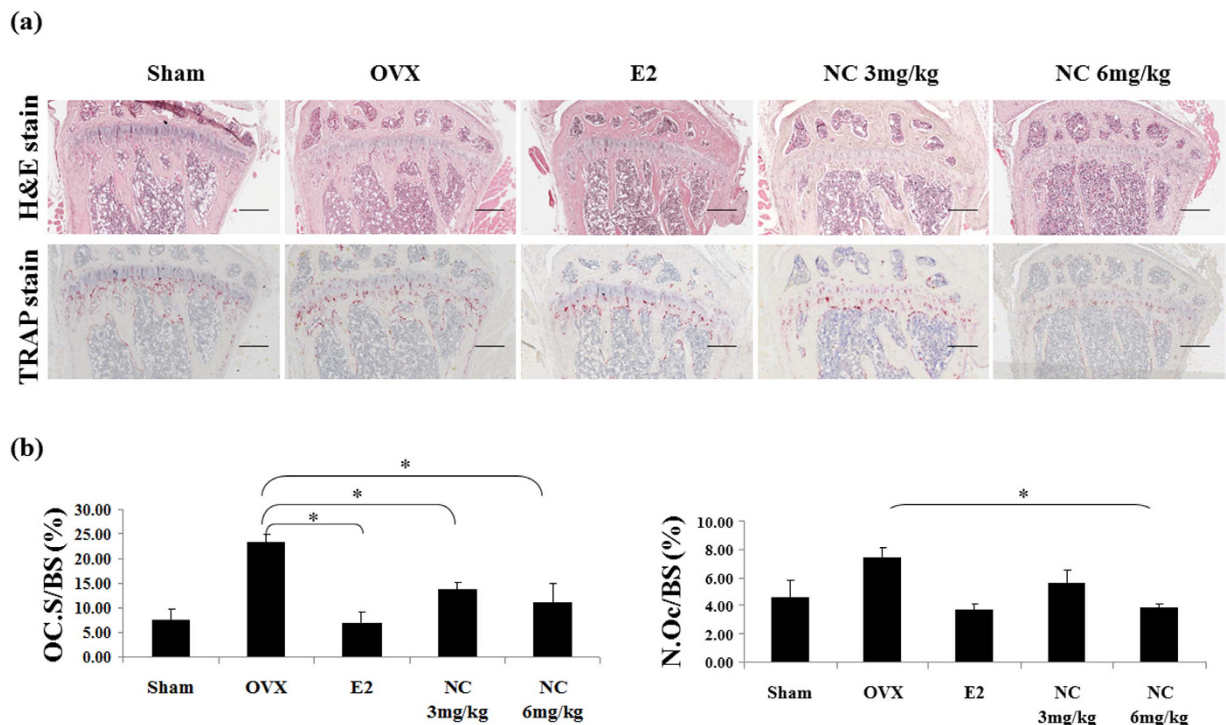 (a)
Sham OVX E2 NC 3mg/kg NC 6mg/kg
H&E stain
TRAP stain
(b)
* * *
OC.S/BS (%)
30.00
25.00
20.00
15.00
10.00
5.00
0.00
Sham OVX E2 NC NC
3mg/kg 6mg/kg
*
N.Oc/BS (%)
10.00
8.00
6.00
4.00
2.00
0.00
Sham OVX E2 NC NC
3mg/kg 6mg/kg